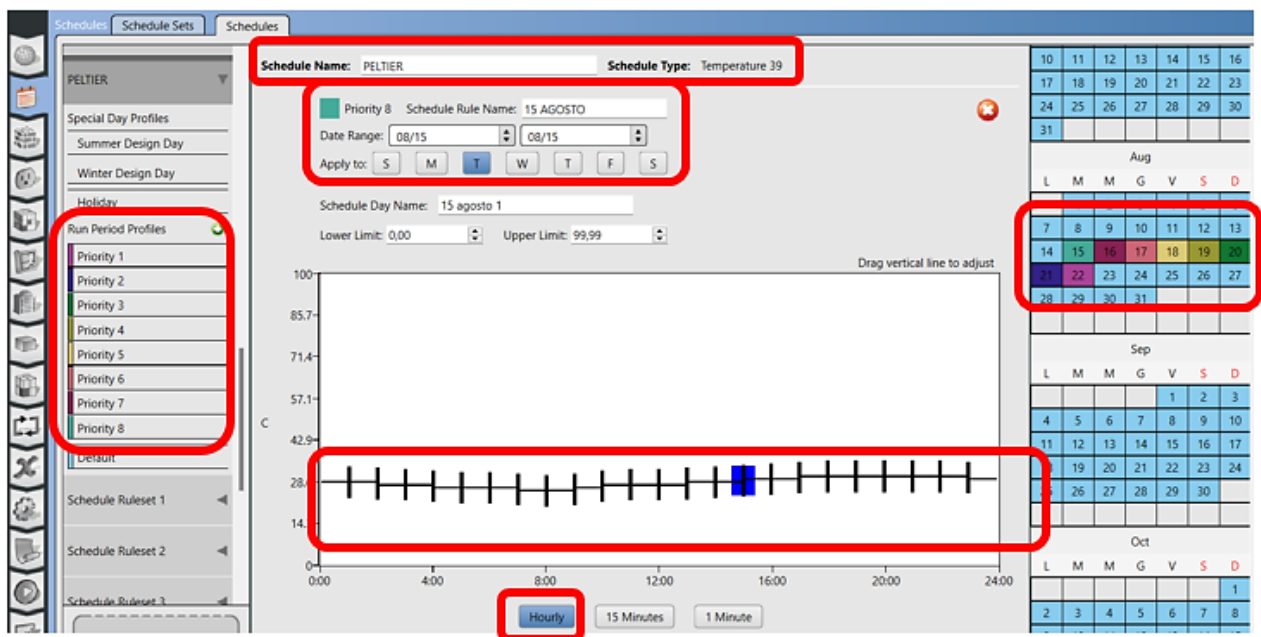 Schedules Schedule Sets Schedules
PELTIER
Special Day Profiles
Summer Design Day
Winter Design Day
Holiday
Run Period Profiles
Priority 1
Priority 2
Priority 3
Priority 4
Priority 5
Priority 6
Priority 7
Priority 8
Default
Schedule Ruleset 1
Schedule Ruleset 2
Schedule Ruleset 3
Schedule Name: PELTIER Schedule Type: Temperature 39
Priority 8 Schedule Rule Name: 15 AGOSTO
Date Range: 08/15 08/15
Apply to: S M T W T F S
Schedule Day Name: 15 agosto 1
Lower Limit: 0,00 Upper Limit: 99,99
Drag vertical line to adjust
100
85.7
71.4
57.1
C
42.9
28.
14.
0
0:00 4:00 8:00 12:00 16:00 20:00 24:00
Hourly 15 Minutes 1 Minute
10 11 12 13 14 15 16
17 18 19 20 21 22 23
24 25 26 27 28 29 30
31
Aug
L M M G V S D
7 8 9 10 11 12 13
14 15 16 17 18 19 20
21 22 23 24 25 26 27
28 29 30 31
Sep
L M M G V S D
1 2 3
4 5 6 7 8 9 10
11 12 13 14 15 16 17
19 20 21 22 23 24
26 27 28 29 30
Oct
L M M G V S D
1
2 3 4 5 6 7 8